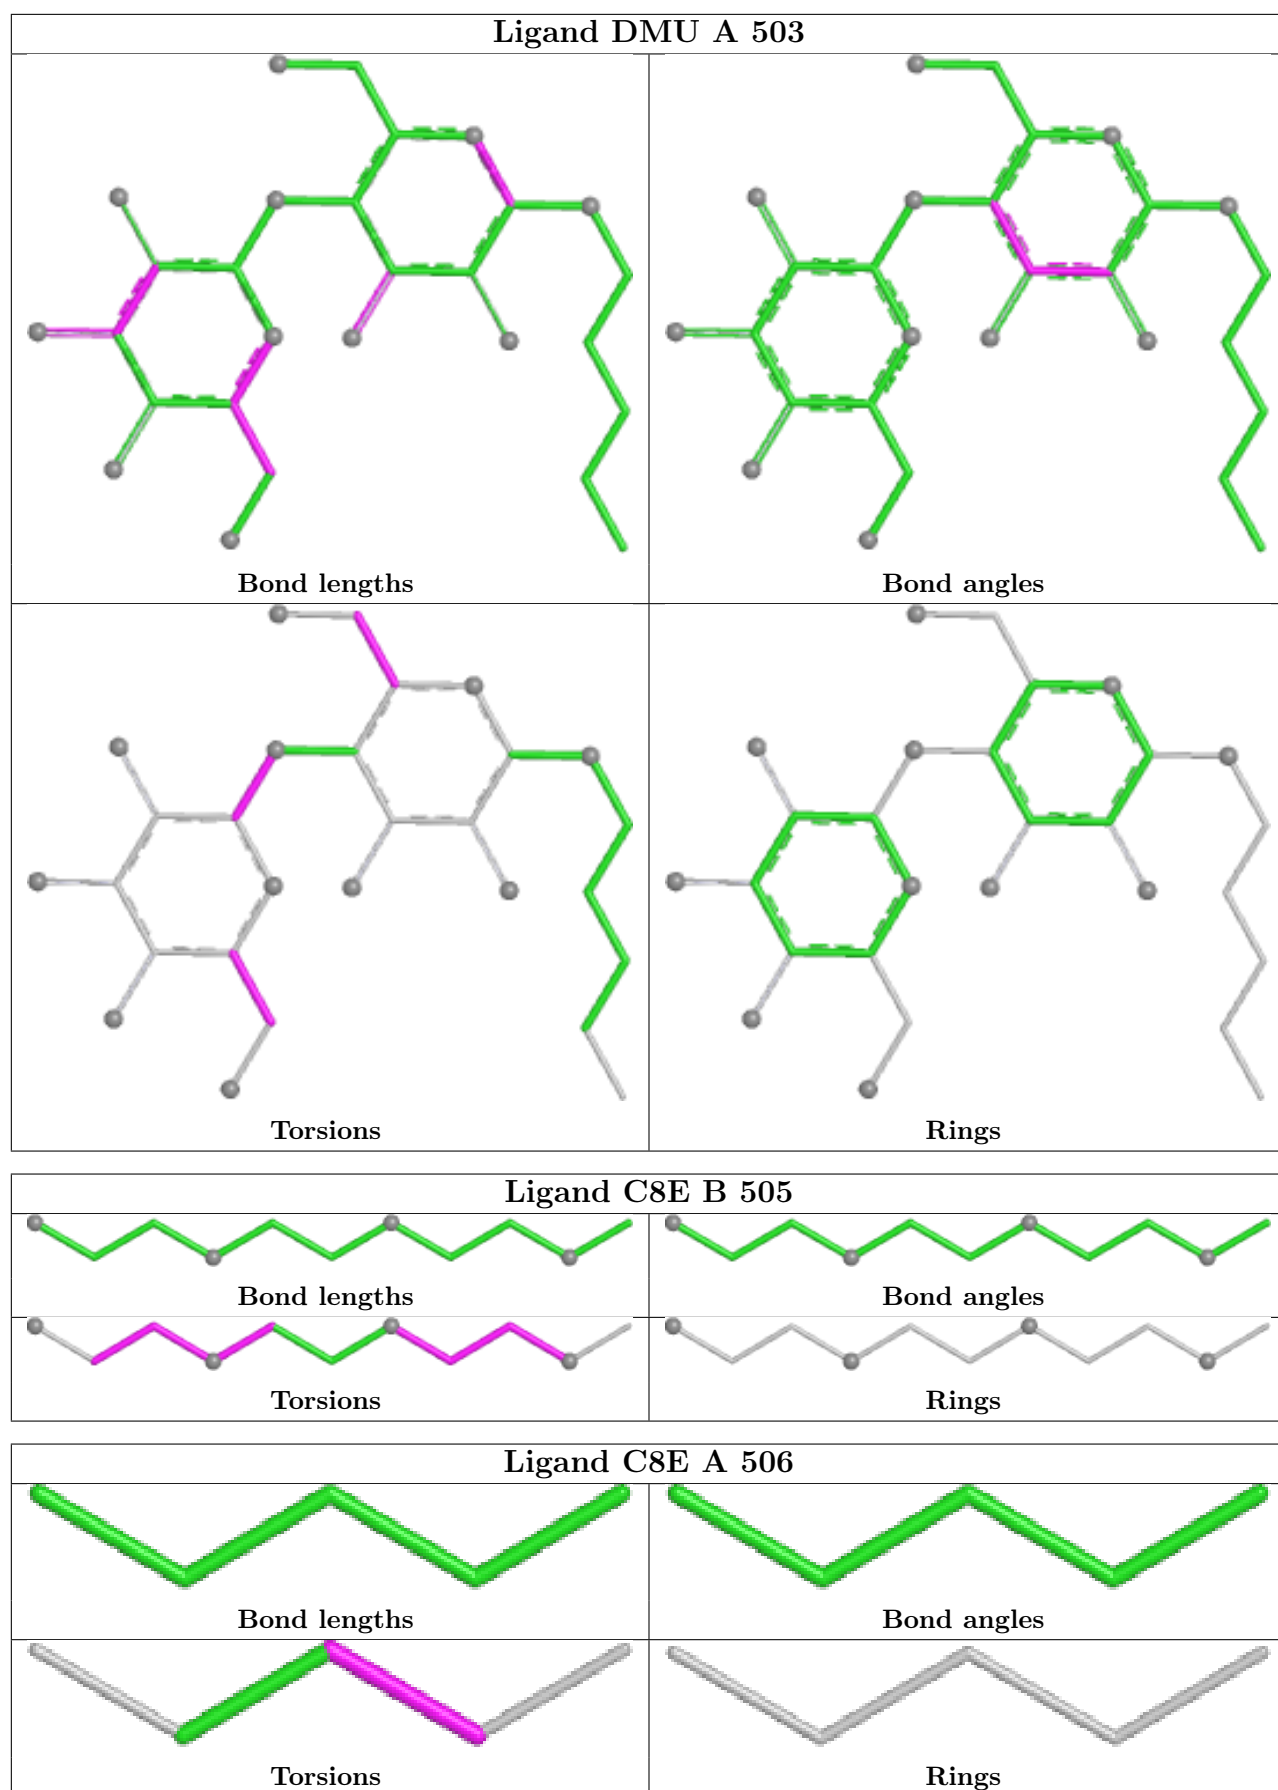 Ligand DMU A 503
Bond lengths
Bond angles
Torsions
Rings
Ligand C8E B 505
Bond lengths
Bond angles
Torsions
Rings
Ligand C8E A 506
Bond lengths
Bond angles
Torsions
Rings